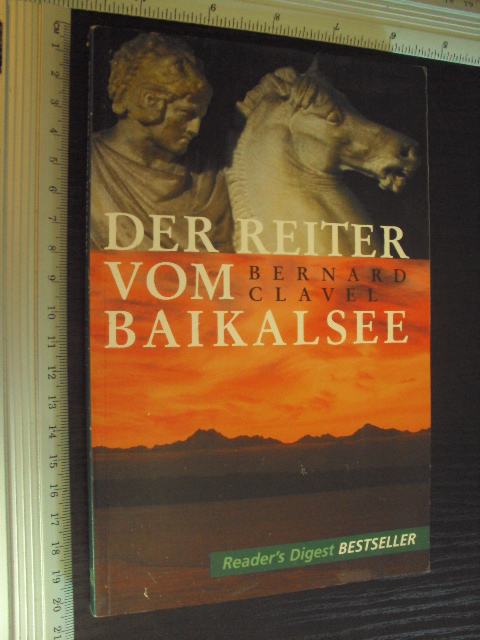 DER REITER
VOM
BERNARD
CLAVEL
BAIKALSEE
Reader's Digest BESTSELLER